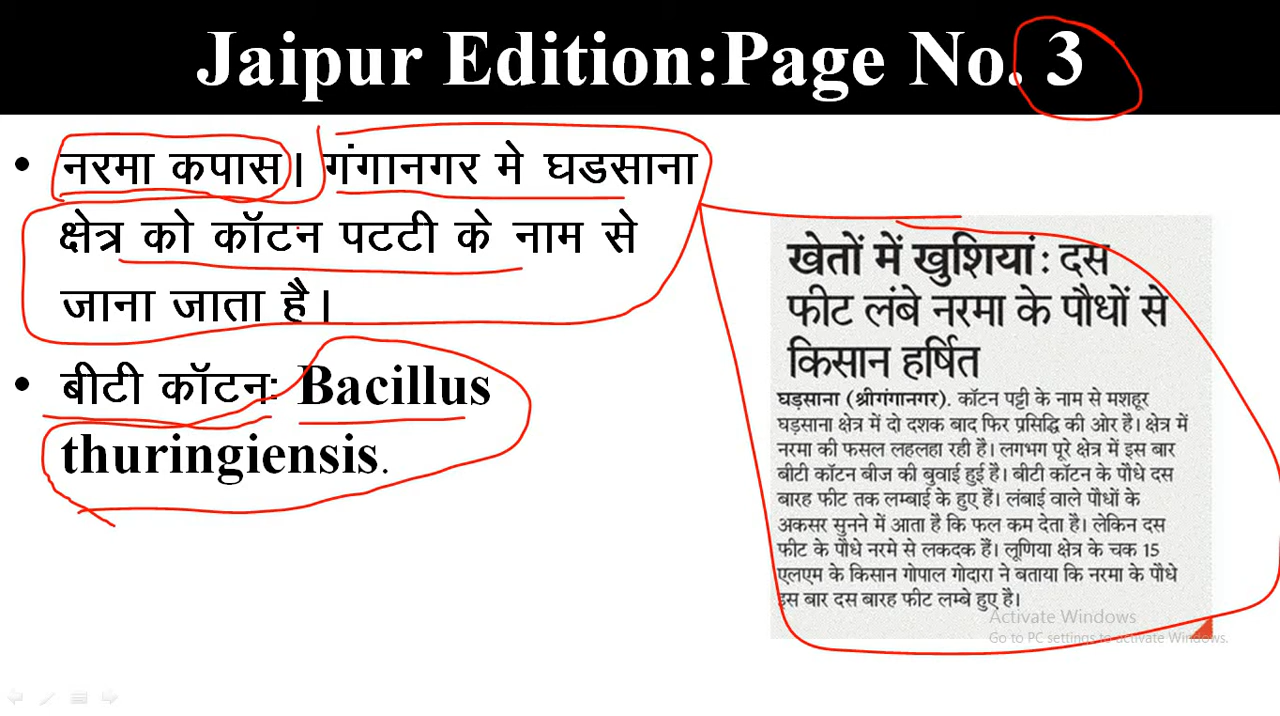 Jaipur Edition:Page No. 3
• नरमा कपास। गंगानगर मे घडसाना
क्षेत्र को कॉटन पटटी के नाम से
जाना जाता है।
• बीटी कॉटनः Bacillus
thuringiensis.
खेतों में खुशियां: दस
फीट लंबे नरमा के पौधों से
किसान हर्षित
घड़साना (श्रीगंगानगर). कॉटन पट्टी के नाम से मशहूर
घड़साना क्षेत्र में दो दशक बाद फिर प्रसिद्धि की ओर है। क्षेत्र में
नरमा की फसल लहलहा रही है। लगभग पूरे क्षेत्र में इस बार
बीटी कॉटन बीज की बुवाई हुई है। बीटी कॉटन के पौधे दस
बारह फीट तक लम्बाई के हुए हैं। लंबाई वाले पौधों के
अकसर सुनने में आता है कि फल कम देता है। लेकिन दस
फीट के पौधे नरमे से लकदक हैं। लूणिया क्षेत्र के चक 15
एलएम के किसान गोपाल गोदारा ने बताया कि नरमा के पौधे
इस बार दस बारह फीट लम्बे हुए है।
Activate Windows
Go to PC settings to activate Windows.